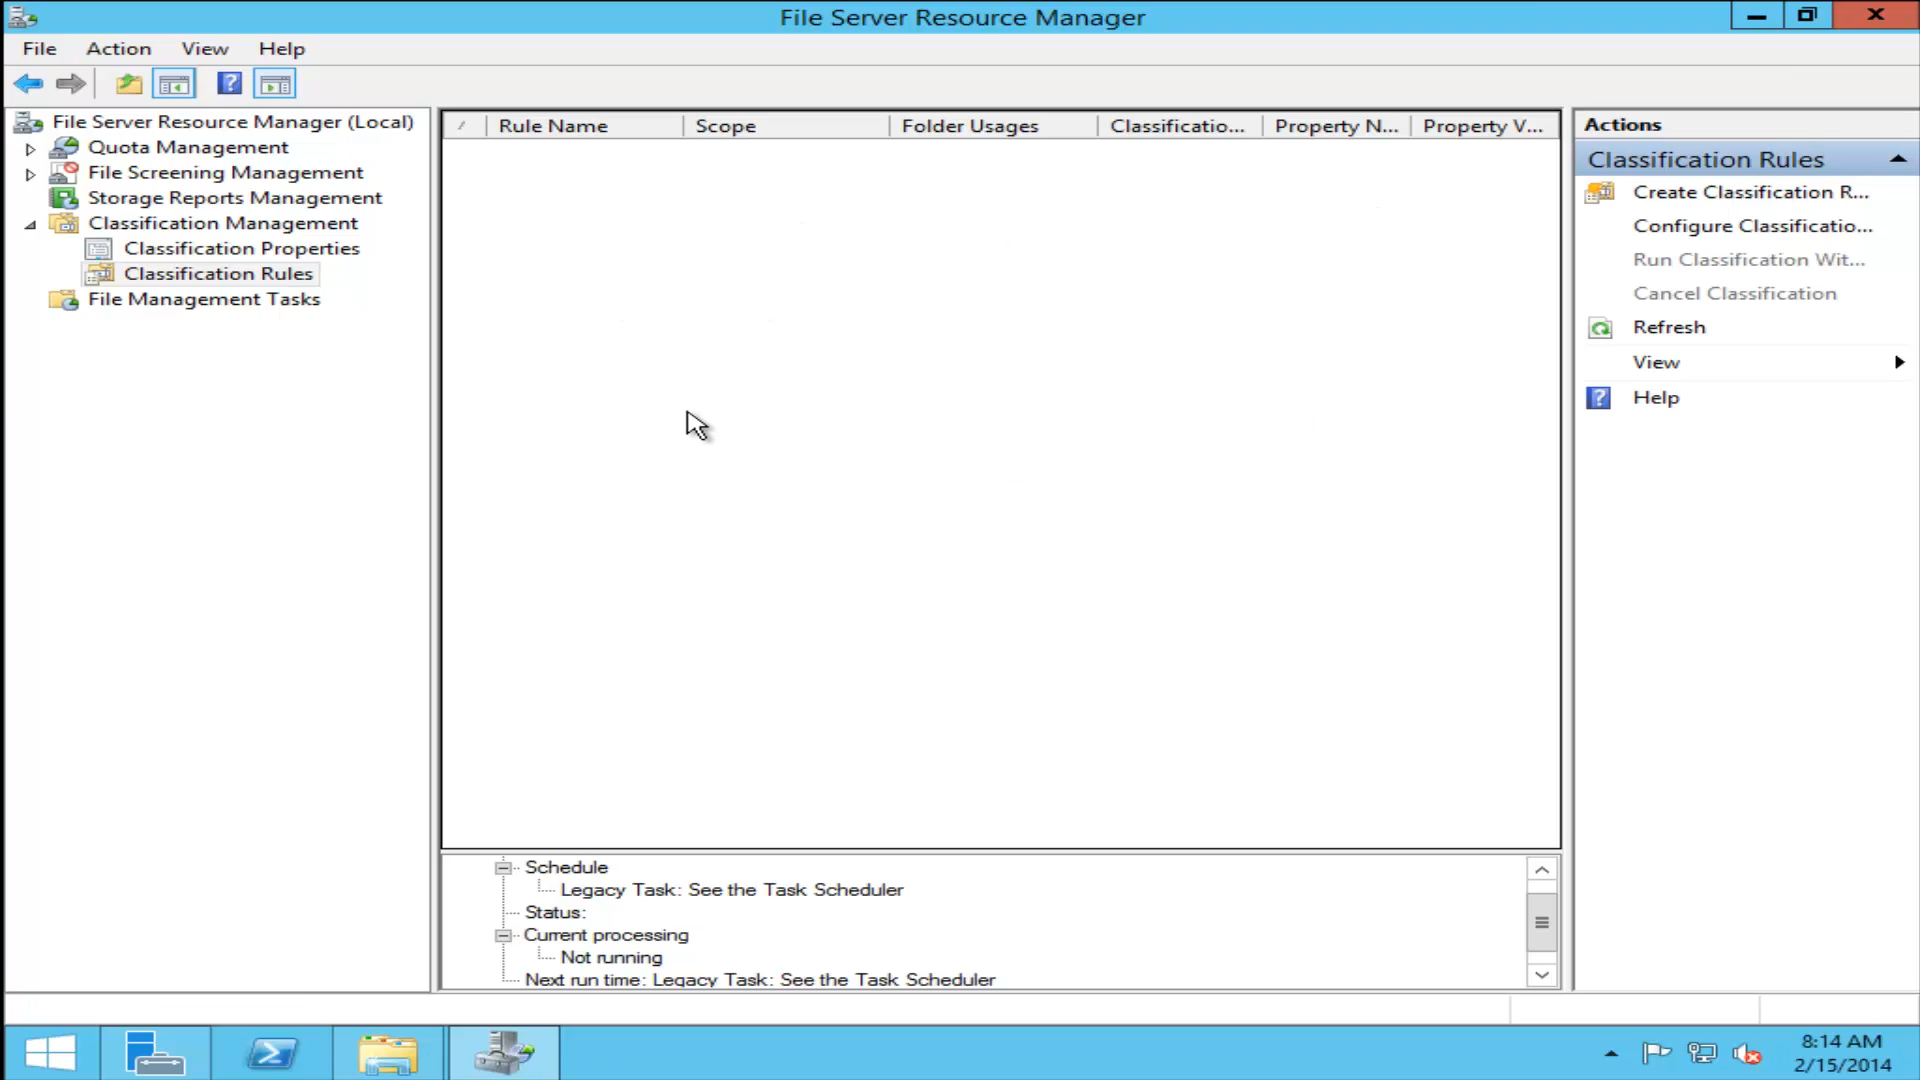 File Server Resource Manager
File Action View Help
File Server Resource Manager (Local)
Quota Management
File Screening Management
Storage Reports Management
Classification Management
Classification Properties
Classification Rules
File Management Tasks
Rule Name Scope Folder Usages Classificatio... Property N... Property V...
Schedule
Legacy Task: See the Task Scheduler
Status:
Current processing
Not running
Next run time: Legacy Task: See the Task Scheduler
Actions
Classification Rules
Create Classification R...
Configure Classificatio...
Run Classification Wit...
Cancel Classification
Refresh
View
Help
8:14 AM
2/15/2014